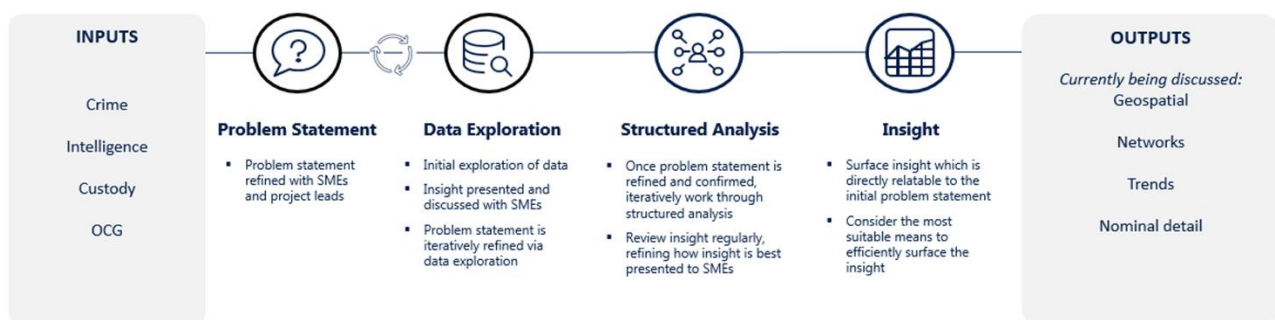 INPUTS
Crime
Intelligence
Custody
OCG
?
Problem Statement
▪ Problem statement
refined with SMEs
and project leads
Data Exploration
▪ Initial exploration of data
▪ Insight presented and
discussed with SMEs
▪ Problem statement is
iteratively refined via
data exploration
Structured Analysis
▪ Once problem statement is
refined and confirmed,
iteratively work through
structured analysis
▪ Review insight regularly,
refining how insight is best
presented to SMEs
Insight
▪ Surface insight which is
directly relatable to the
initial problem statement
▪ Consider the most
suitable means to
efficiently surface the
insight
OUTPUTS
Currently being discussed:
Geospatial
Networks
Trends
Nominal detail